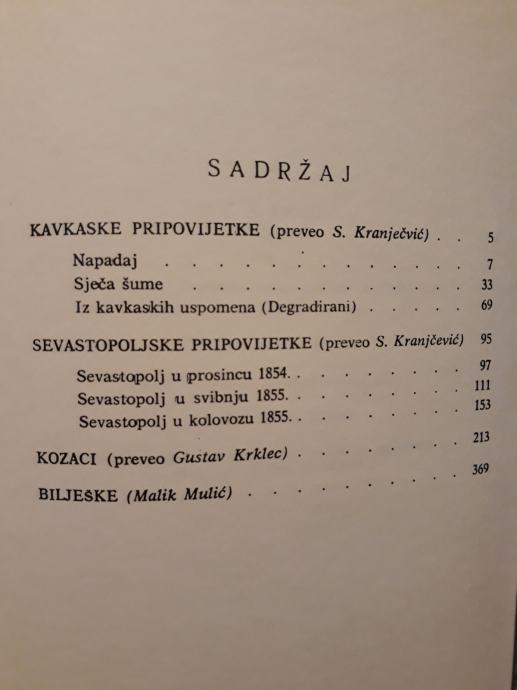 SADRŽAJ
KAVKASKE PRIPOVIJETKE (preveo S. Kranječvić) . . 5
Napadaj . . . . . . . . . . . . 7
Sječa šume . . . . . . . . . . . 33
Iz kavkaskih uspomena (Degradirani) . . . . . 69
SEVASTOPOLJSKE PRIPOVIJETKE (preveo S. Kranjčević) 95
Sevastopolj u prosincu 1854. . . . . . . . 97
Sevastopolj u svibnju 1855. . . . . . . . 111
Sevastopolj u kolovozu 1855. . . . . . . . 153
KOZACI (preveo Gustav Krklec) . . . . . . . 213
BILJEŠKE (Malik Mulić) . . . . . . . . . 369